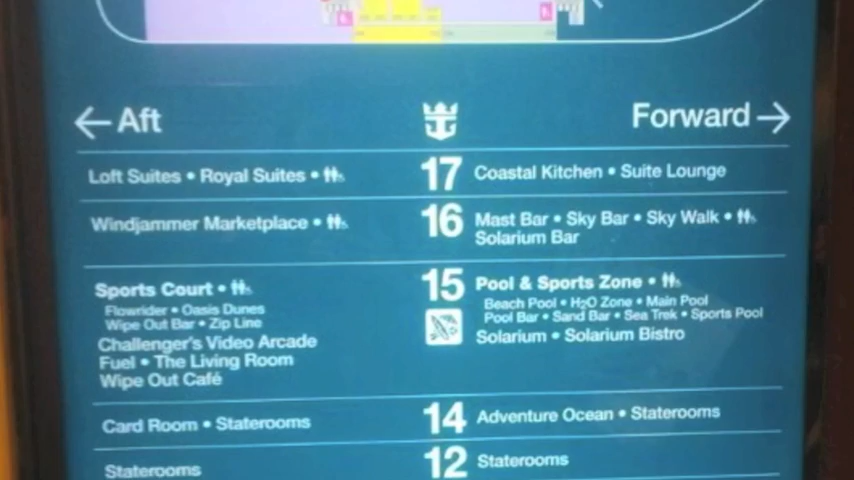 ← Aft
Forward →
Loft Suites • Royal Suites •
17
Coastal Kitchen • Suite Lounge
Windjammer Marketplace •
16
Mast Bar • Sky Bar • Sky Walk •
Solarium Bar
Sports Court •
Flowrider • Oasis Dunes
Wipe Out Bar • Zip Line
Challenger's Video Arcade
Fuel • The Living Room
Wipe Out Café
15
Pool & Sports Zone •
Beach Pool • H₂O Zone • Main Pool
Pool Bar • Sand Bar • Sea Trek • Sports Pool
Solarium • Solarium Bistro
Card Room • Staterooms
14
Adventure Ocean • Staterooms
Staterooms
12
Staterooms